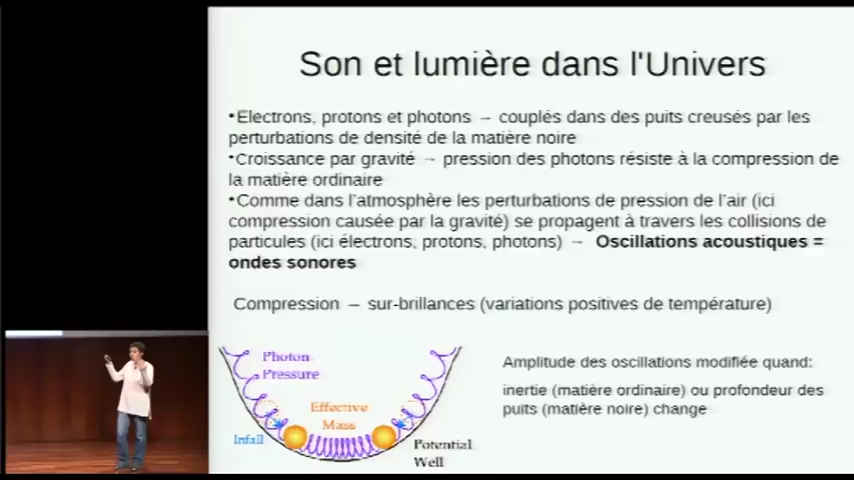 Son et lumière dans l'Univers
•Electrons, protons et photons → couplés dans des puits creusés par les
perturbations de densité de la matière noire
•Croissance par gravité → pression des photons résiste à la compression de
la matière ordinaire
•Comme dans l'atmosphère les perturbations de pression de l'air (ici
compression causée par la gravité) se propagent à travers les collisions de
particules (ici électrons, protons, photons) → Oscillations acoustiques =
ondes sonores
Compression → sur-brillances (variations positives de température)
Photon
Pressure
Effective
Mass
Infall
Potential
Well
Amplitude des oscillations modifiée quand:
inertie (matière ordinaire) ou profondeur des
puits (matière noire) change